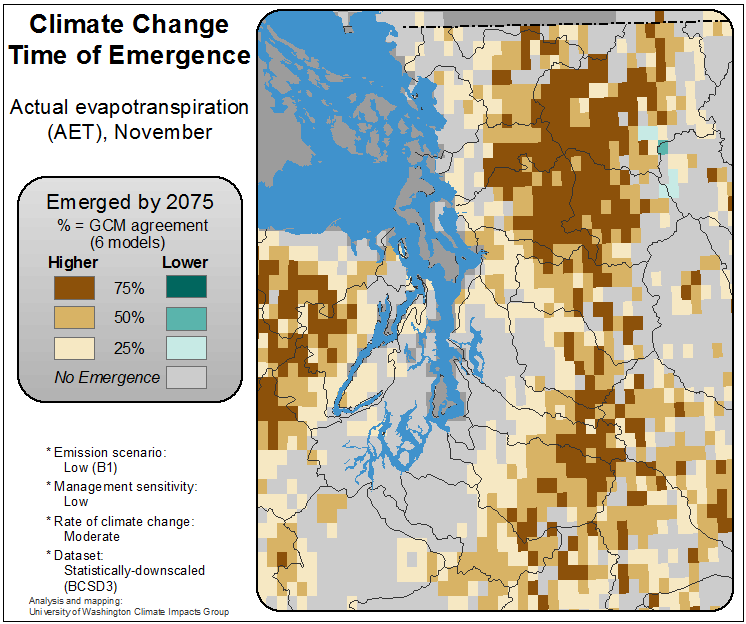 Climate Change
Time of Emergence
Actual evapotranspiration
(AET), November
Emerged by 2075
% = GCM agreement
(6 models)
Higher Lower
75%
50%
25%
No Emergence
* Emission scenario:
Low (B1)
* Management sensitivity:
Low
* Rate of climate change:
Moderate
* Dataset:
Statistically-downscaled
(BCSD3)
Analysis and mapping:
University of Washington Climate Impacts Group